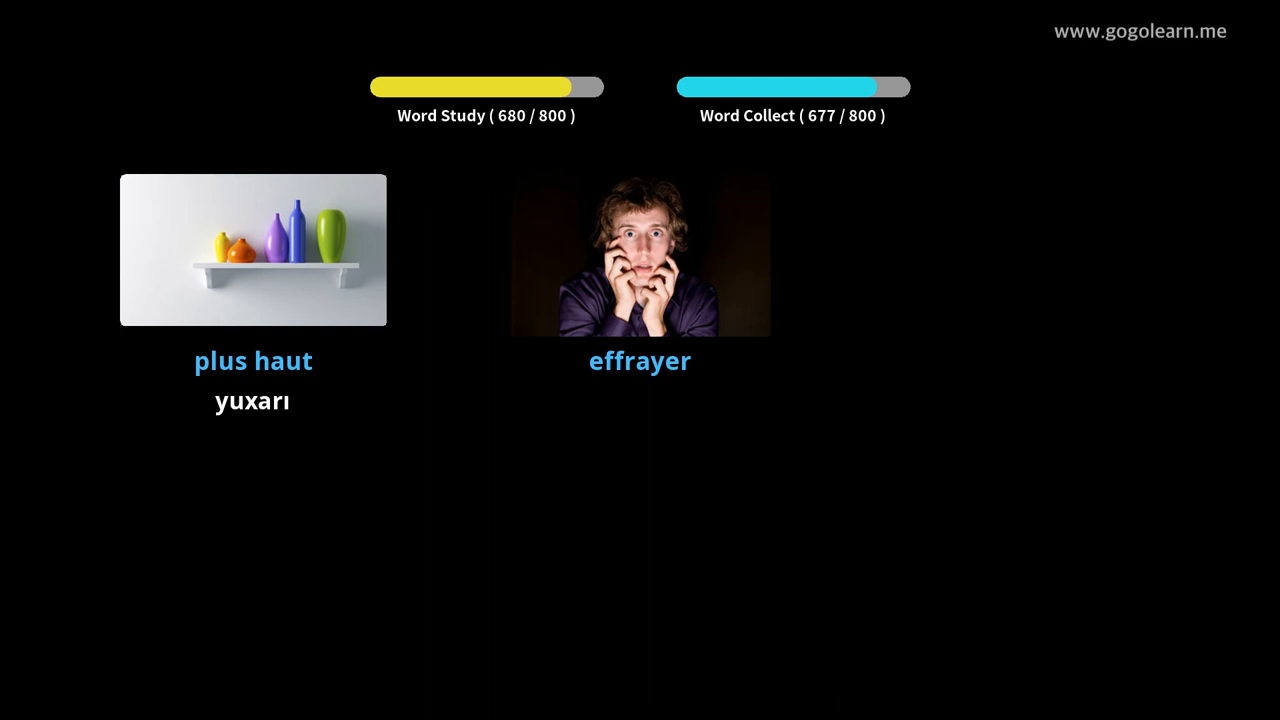 www.gogolearn.me
Word Study ( 680 / 800 )
Word Collect ( 677 / 800 )
plus haut
effrayer
yuxarı